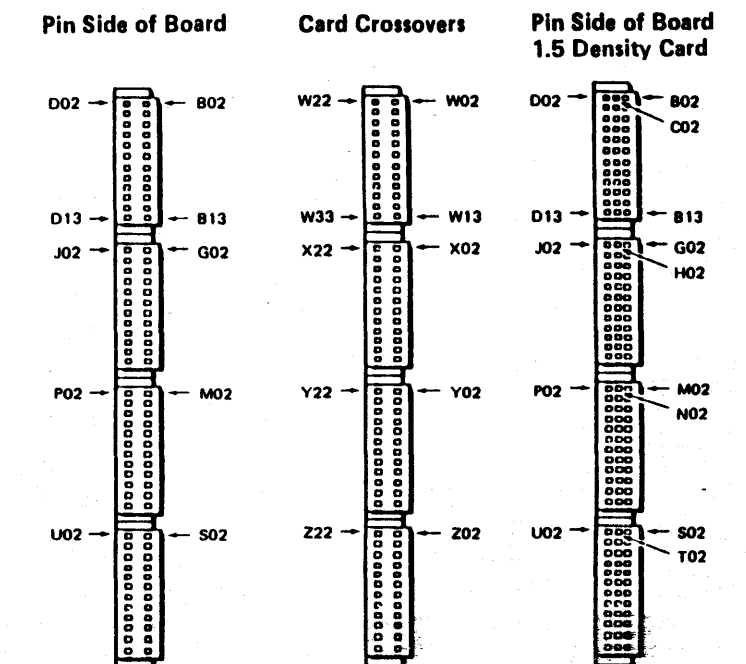 Pin Side of Board
Card Crossovers
Pin Side of Board
1.5 Density Card
D02
B02
W22
W02
D02
B02
C02
D13
B13
W33
W13
D13
B13
J02
G02
X22
X02
J02
G02
H02
P02
M02
Y22
Y02
P02
M02
N02
U02
S02
Z22
Z02
U02
S02
T02